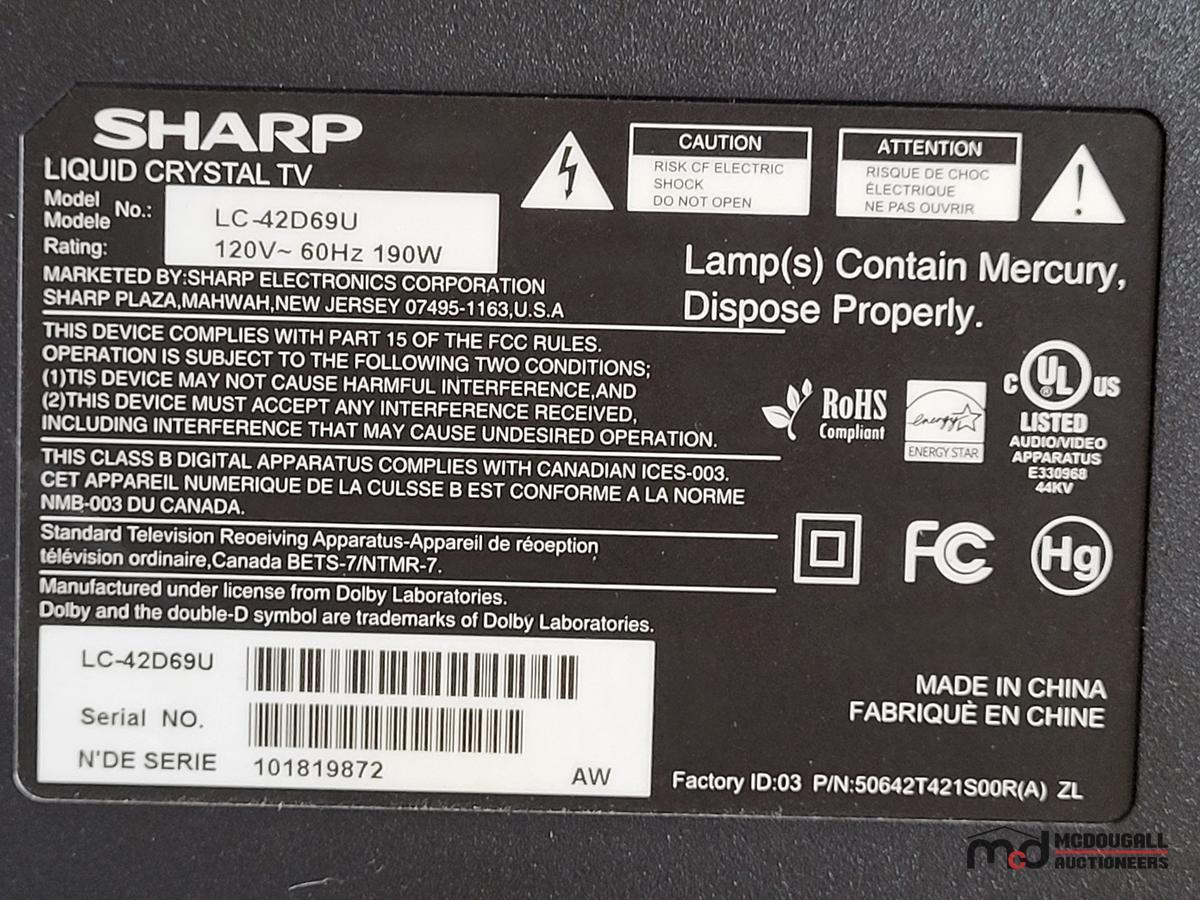 SHARP
LIQUID CRYSTAL TV
Model
Modele No.:
LC-42D69U
Rating:
120V~ 60Hz 190W
MARKETED BY:SHARP ELECTRONICS CORPORATION
SHARP PLAZA,MAHWAH,NEW JERSEY 07495-1163,U.S.A
CAUTION
RISK CF ELECTRIC
SHOCK
DO NOT OPEN
ATTENTION
RISQUE DE CHOC
ÉLECTRIQUE
NE PAS OUVRIR
Lamp(s) Contain Mercury,
Dispose Properly.
THIS DEVICE COMPLIES WITH PART 15 OF THE FCC RULES.
OPERATION IS SUBJECT TO THE FOLLOWING TWO CONDITIONS;
(1)TIS DEVICE MAY NOT CAUSE HARMFUL INTERFERENCE,AND
(2)THIS DEVICE MUST ACCEPT ANY INTERFERENCE RECEIVED,
INCLUDING INTERFERENCE THAT MAY CAUSE UNDESIRED OPERATION.
THIS CLASS B DIGITAL APPARATUS COMPLIES WITH CANADIAN ICES-003.
CET APPAREIL NUMERIQUE DE LA CULSSE B EST CONFORME A LA NORME
NMB-003 DU CANADA.
Standard Television Reoeiving Apparatus-Appareil de réoeption
télévision ordinaire,Canada BETS-7/NTMR-7.
Manufactured under license from Dolby Laboratories.
Dolby and the double-D symbol are trademarks of Dolby Laboratories.
RoHS
Compliant
energy
ENERGY STAR
C UL US
®
LISTED
AUDIO/VIDEO
APPARATUS
E330968
44KV
FC
Hg
LC-42D69U
Serial NO.
N'DE SERIE
101819872
AW
MADE IN CHINA
FABRIQUÈ EN CHINE
Factory ID:03 P/N:50642T421S00R(A) ZL
mcd MCDOUGALL
AUCTIONEERS